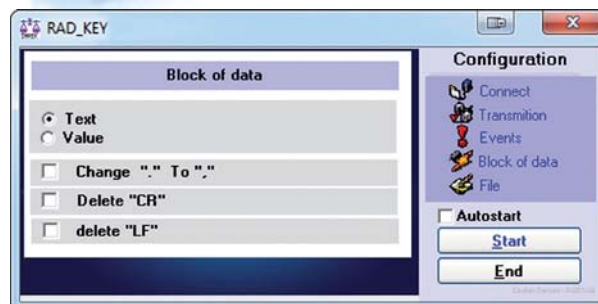 RAD_KEY
Block of data
Text
Value
Change "." To ","
Delete "CR"
delete "LF"
Configuration
Connect
Transmition
Events
Block of data
File
Autostart
Start
End